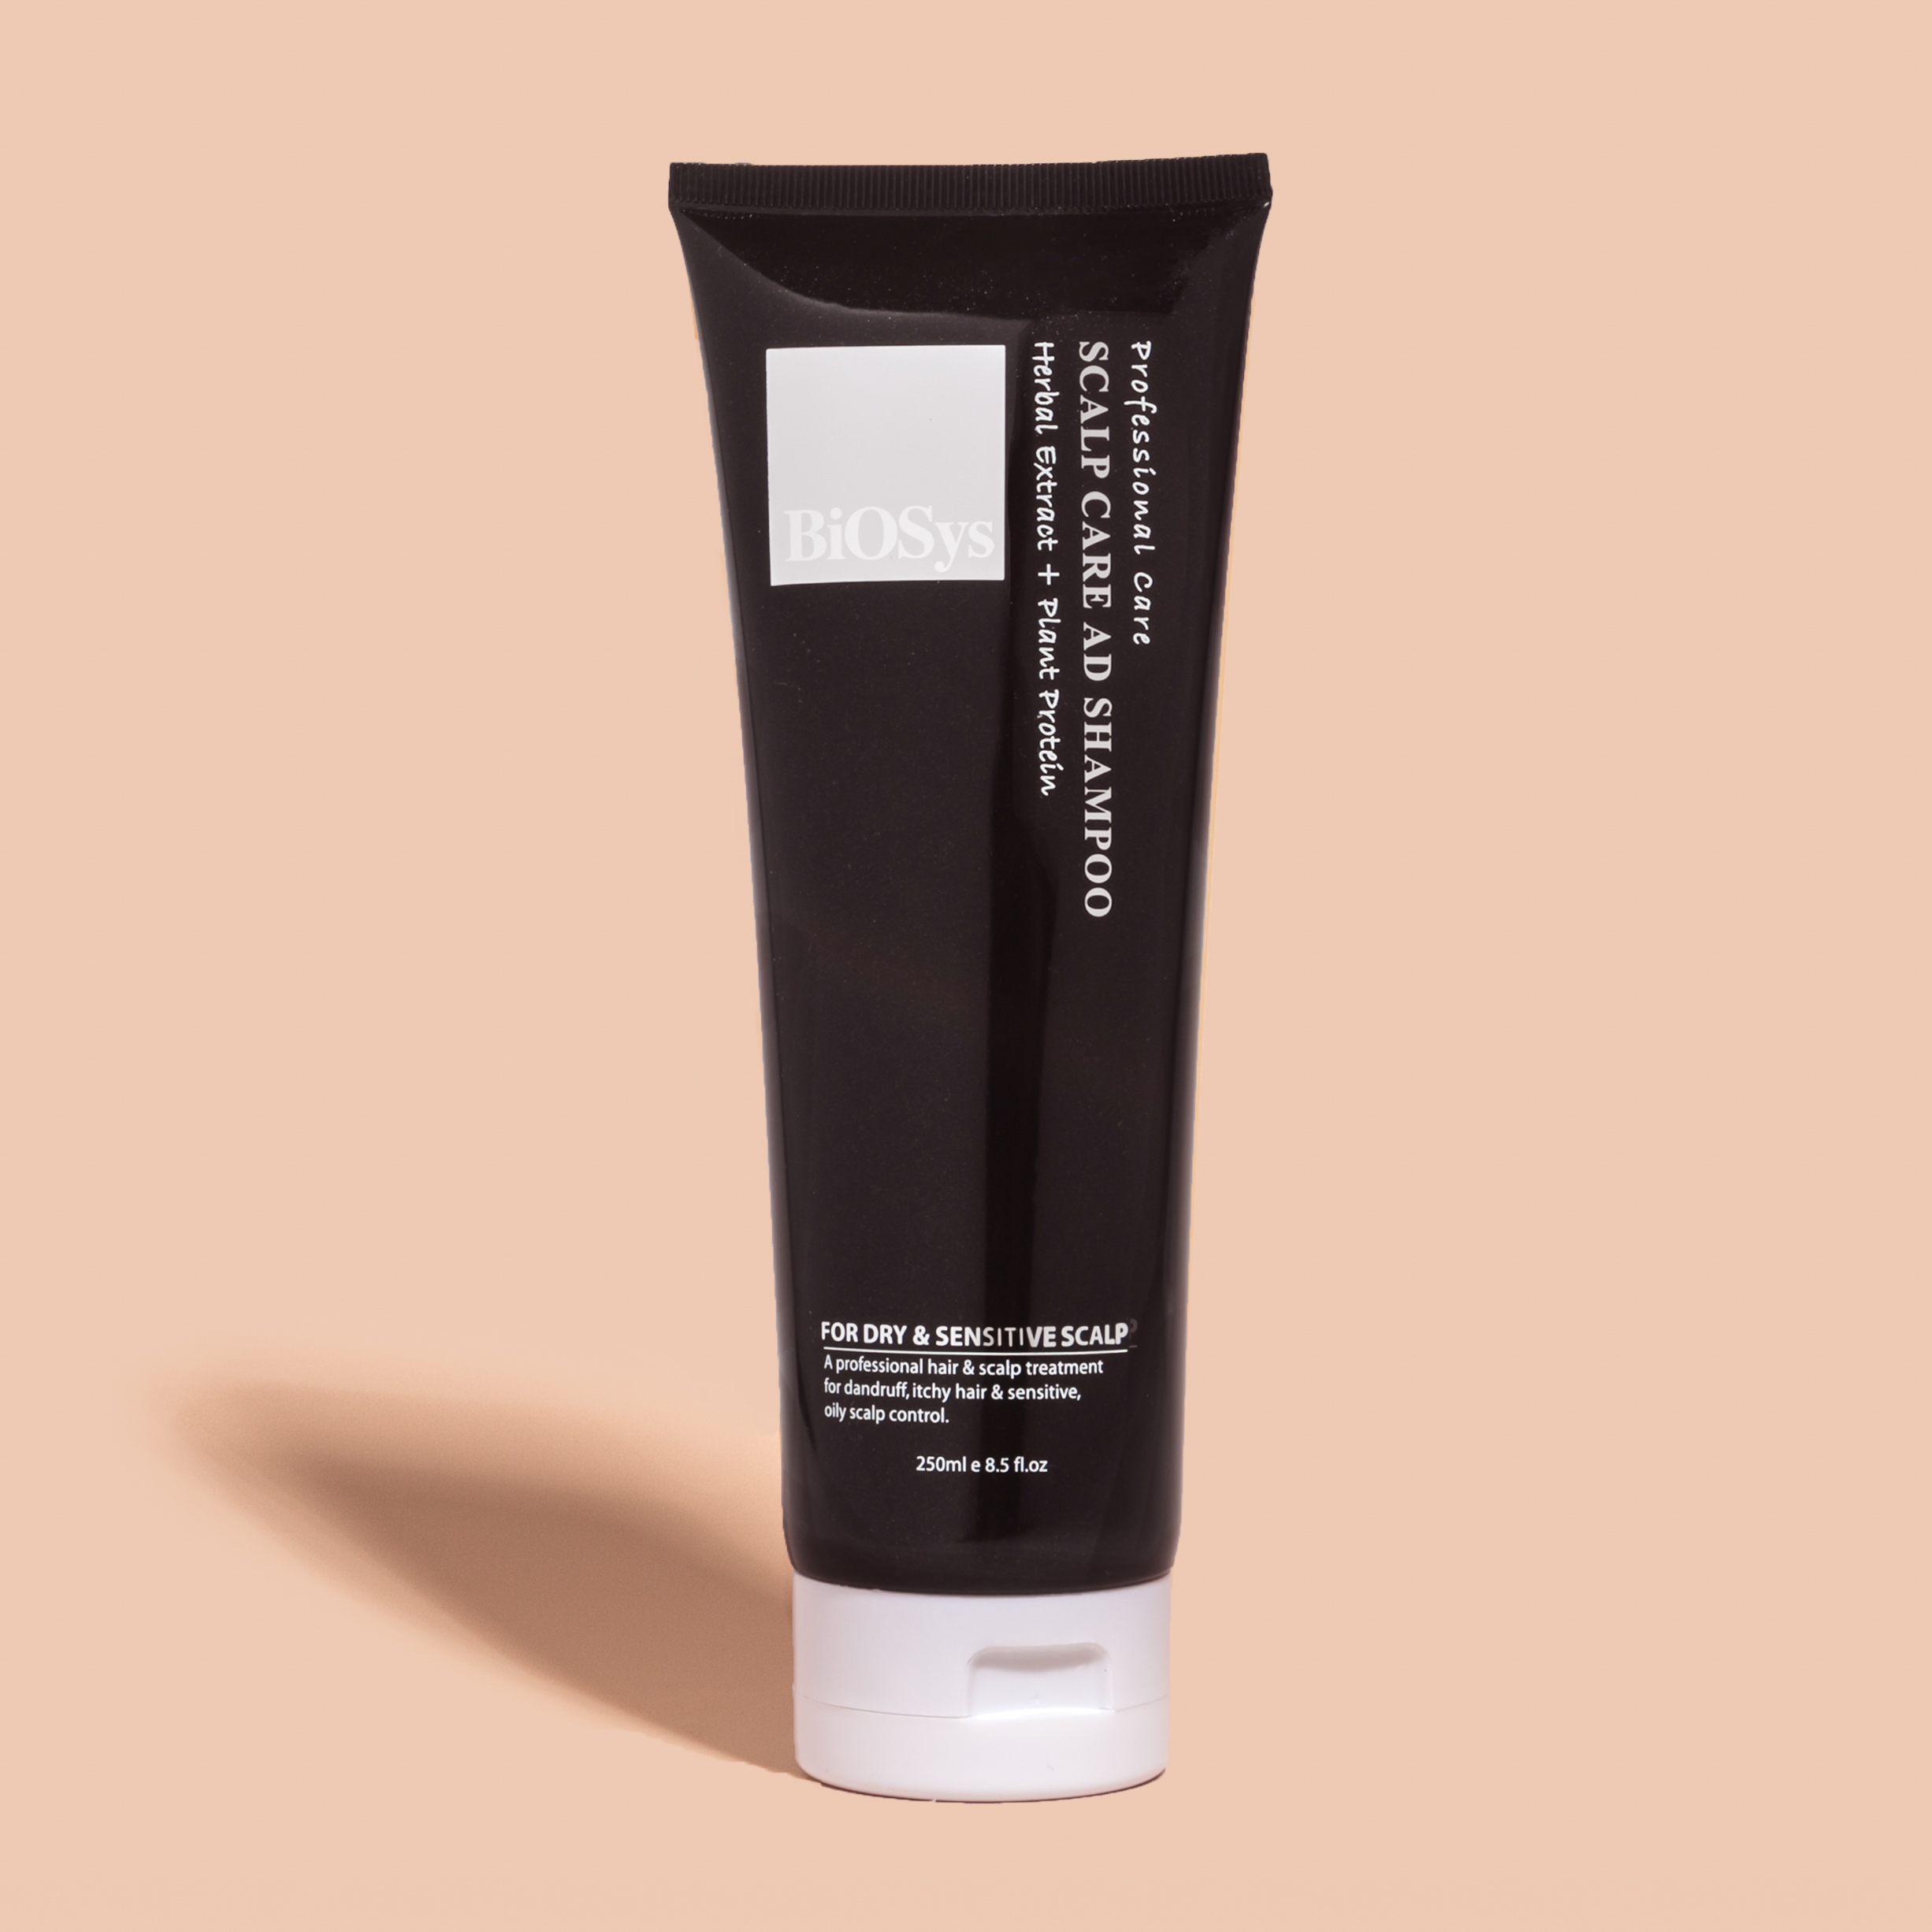 BiOSys
Professional Care
SCALP CARE AD SHAMPOO
Herbal Extract + Plant Protein
FOR DRY & SENSITIVE SCALP
A professional hair & scalp treatment
for dandruff, itchy hair & sensitive,
oily scalp control.
250ml e 8.5 fl.oz